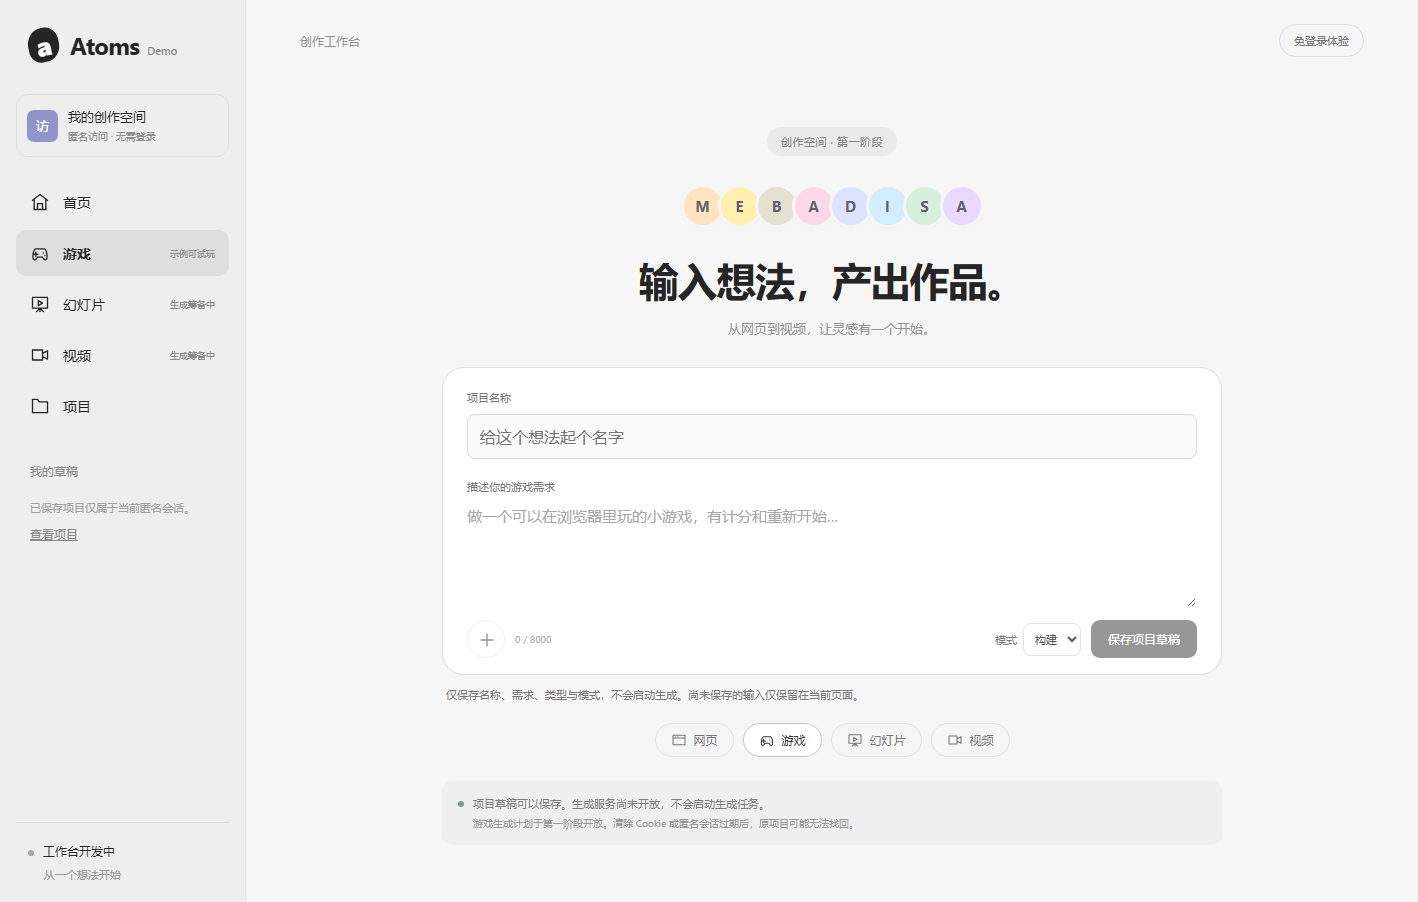 a Atoms Demo
访
我的创作空间
匿名访问 · 无需登录
首页
游戏 示例可试玩
幻灯片 生成筹备中
视频 生成筹备中
项目
我的草稿
已保存项目仅属于当前匿名会话。
查看项目
工作台开发中
从一个想法开始
创作工作台
免登录体验
创作空间 · 第一阶段
M E B A D I S A
输入想法，产出作品。
从网页到视频，让灵感有一个开始。
项目名称
给这个想法起个名字
描述你的游戏需求
做一个可以在浏览器里玩的小游戏，有计分和重新开始...
0 / 8000
模式 构建 保存项目草稿
仅保存名称、需求、类型与模式，不会启动生成。尚未保存的输入仅保留在当前页面。
网页 游戏 幻灯片 视频
项目草稿可以保存。生成服务尚未开放，不会启动生成任务。
游戏生成计划于第一阶段开放。清除 Cookie 或匿名会话过期后，原项目可能无法找回。